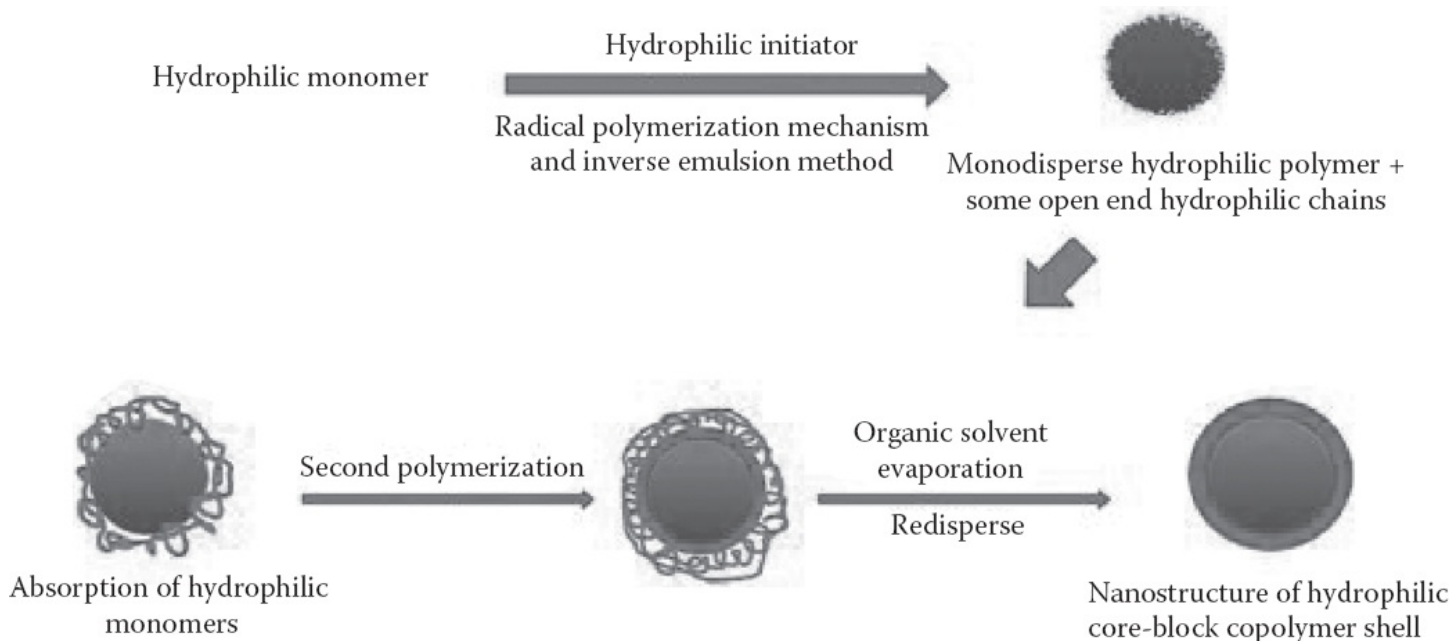 Hydrophilic monomer
Hydrophilic initiator
Radical polymerization mechanism
and inverse emulsion method
Monodisperse hydrophilic polymer +
some open end hydrophilic chains
Absorption of hydrophilic
monomers
Second polymerization
Organic solvent
evaporation
Redisperse
Nanostructure of hydrophilic
core-block copolymer shell